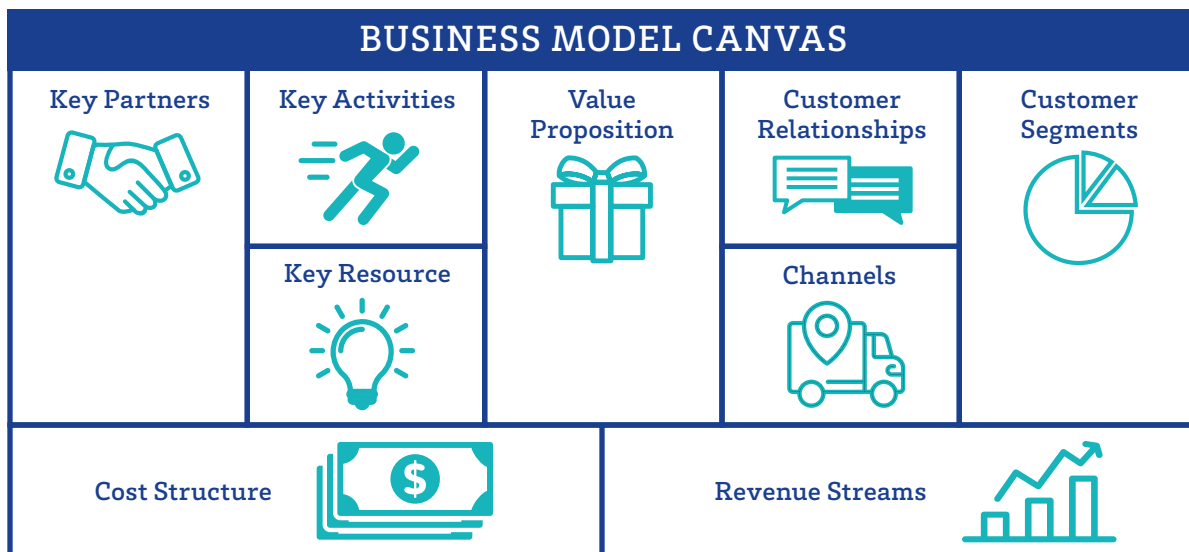 BUSINESS MODEL CANVAS
Key Partners
Key Activities
Key Resource
Value
Proposition
Customer
Relationships
Channels
Customer
Segments
Cost Structure
$
Revenue Streams